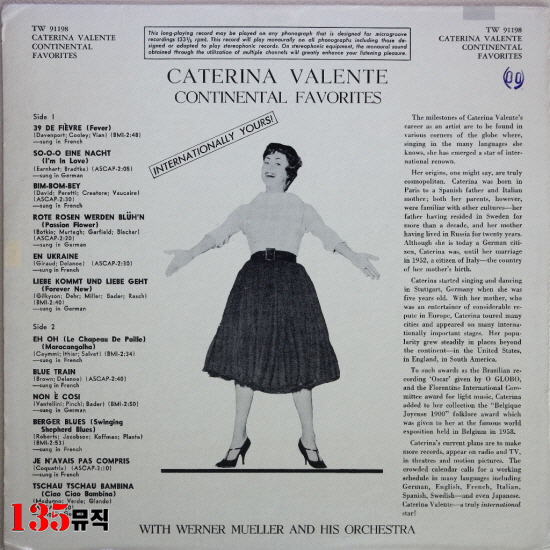 TW 91198
CATERINA VALENTE
CONTINENTAL
FAVORITES
This long-playing record may be played on any phonograph that is designed for microgroove
recordings (33⅓ rpm). This record will play monaurally on all phonographs including those de-
signed or adapted to play stereophonic records. On stereophonic equipment, the monaural sound
obtained through the utilization of multiple channels will greatly enhance your listening pleasure.
TW 91198
CATERINA VALENTE
CONTINENTAL
FAVORITES
99
CATERINA VALENTE
CONTINENTAL FAVORITES
INTERNATIONALLY YOURS!
Side 1
39 DE FIÈVRE (Fever)
(Davenport; Cooley; Vian) (BMI-2:48)
—sung in French
SO-O-O EINE NACHT
(I'm In Love)
(Earnhart; Bradtke) (ASCAP-2:05)
—sung in German
BIM-BOM-BEY
(David; Peretti; Creatore; Vaucaire)
(ASCAP-2:30)
—sung in French
ROTE ROSEN WERDEN BLÜH'N
(Passion Flower)
(Botkin; Murtagh; Garfield; Bischer)
(ASCAP-2:20)
—sung in German
EN UKRAINE
(Giraud; Delanoe) (ASCAP-2:30)
—sung in French
LIEBE KOMMT UND LIEBE GEHT
(Forever New)
(Gilkyson; Dehr; Miller; Bader; Rasch)
(BMI-2:40)
—sung in German
Side 2
EH OH (Le Chapeau De Paille)
(Maracangalha)
(Caymmi; Ithier; Salvet) (BMI-2:34)
—sung in French
BLUE TRAIN
(Brown; Delanoe) (ASCAP-2:40)
—sung in French
NON È COSI
(Vastellini; Pinchi; Bader) (BMI-2:50)
—sung in German
BERGER BLUES (Swinging
Shepherd Blues)
(Roberts; Jacobson; Koffman; Plante)
(BMI-2:53)
—sung in French
JE N'AVAIS PAS COMPRIS
(Coquatrix) (ASCAP-3:10)
—sung in French
TSCHAU TSCHAU BAMBINA
(Ciao Ciao Bambina)
(Modugno; Verde; Glando
The milestones of Caterina Valente's
career as an artist are to be found in
various corners of the globe where,
singing in the many languages she
knows, she has emerged a star of inter-
national renown.
Her origins, one might say, are truly
cosmopolitan. Caterina was born in
Paris to a Spanish father and Italian
mother; both her parents, however,
were familiar with other cultures—her
father having resided in Sweden for
more than a decade, and her mother
having lived in Russia for twenty years.
Although she is today a German citi-
zen, Caterina was, until her marriage
in 1952, a citizen of Italy—the country
of her mother's birth.
Caterina started singing and dancing
in Stuttgart, Germany when she was
five years old. With her mother, who
was an entertainer of considerable re-
pute in Europe, Caterina toured many
cities and appeared on many interna-
tionally important stages. Her popu-
larity grew steadily in places beyond
the continent—in the United States,
in England, in South America.
To such awards as the Brazilian re-
cording 'Oscar' given by O GLOBO,
and the Florentine International Com-
mittee award for light music, Caterina
added to her collection the "Belgique
Joyeuse 1900" folklore award which
was given to her at the famous world
exposition held in Belgium in 1958.
Caterina's current plans are to make
more records, appear on radio and TV,
in theatres and motion pictures. The
crowded calendar calls for a working
schedule in many languages including
German, English, French, Italian,
Spanish, Swedish—and even Japanese.
Caterina Valente—a truly international
star!
WITH WERNER MUELLER AND HIS ORCHESTRA
135뮤직